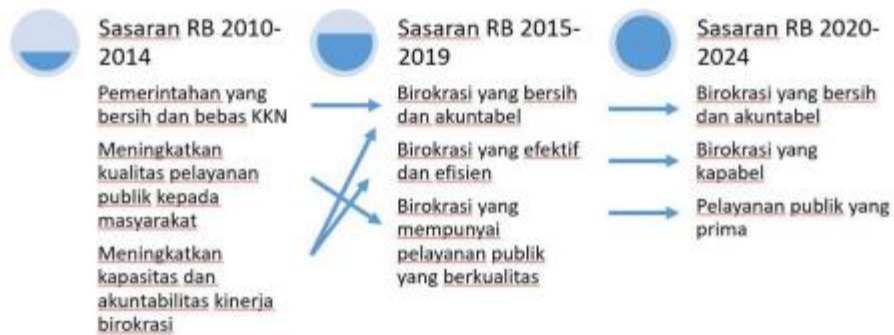 Sasaran RB 2010-
2014
Pemerintahan yang
bersih dan bebas KKN
Meningkatkan
kualitas pelayanan
publik kepada
masyarakat
Meningkatkan
kapasitas dan
akuntabilitas kinerja
birokrasi
Sasaran RB 2015-
2019
Birokrasi yang bersih
dan akuntabel
Birokrasi yang efektif
dan efisien
Birokrasi yang
mempunyai
pelayanan publik
yang berkualitas
Sasaran RB 2020-
2024
Birokrasi yang bersih
dan akuntabel
Birokrasi yang
kapabel
Pelayanan publik yang
prima